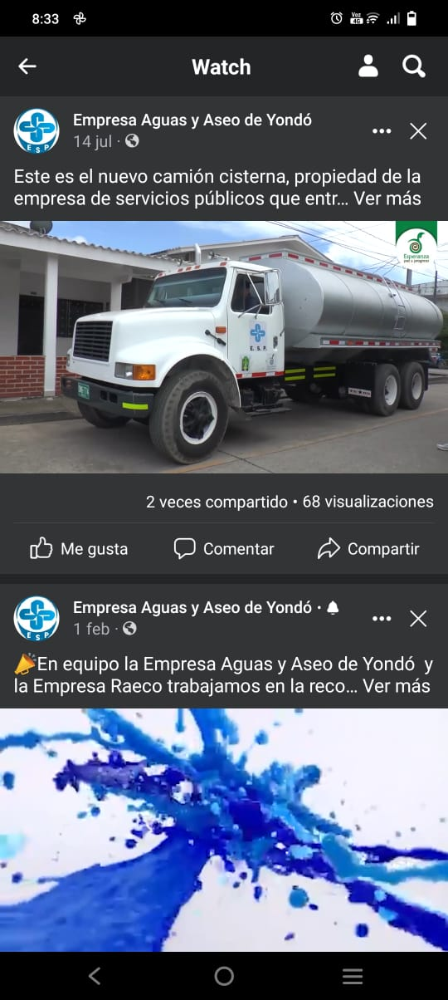 8:33
Voz
4G
Watch
Empresa Aguas y Aseo de Yondó
14 jul ·
Este es el nuevo camión cisterna, propiedad de la
empresa de servicios públicos que entr... Ver más
Esperanza
paz & progreso
E. S. P.
2 veces compartido • 68 visualizaciones
Me gusta
Comentar
Compartir
Empresa Aguas y Aseo de Yondó ·
1 feb ·
En equipo la Empresa Aguas y Aseo de Yondó y
la Empresa Raeco trabajamos en la reco... Ver más
E S P